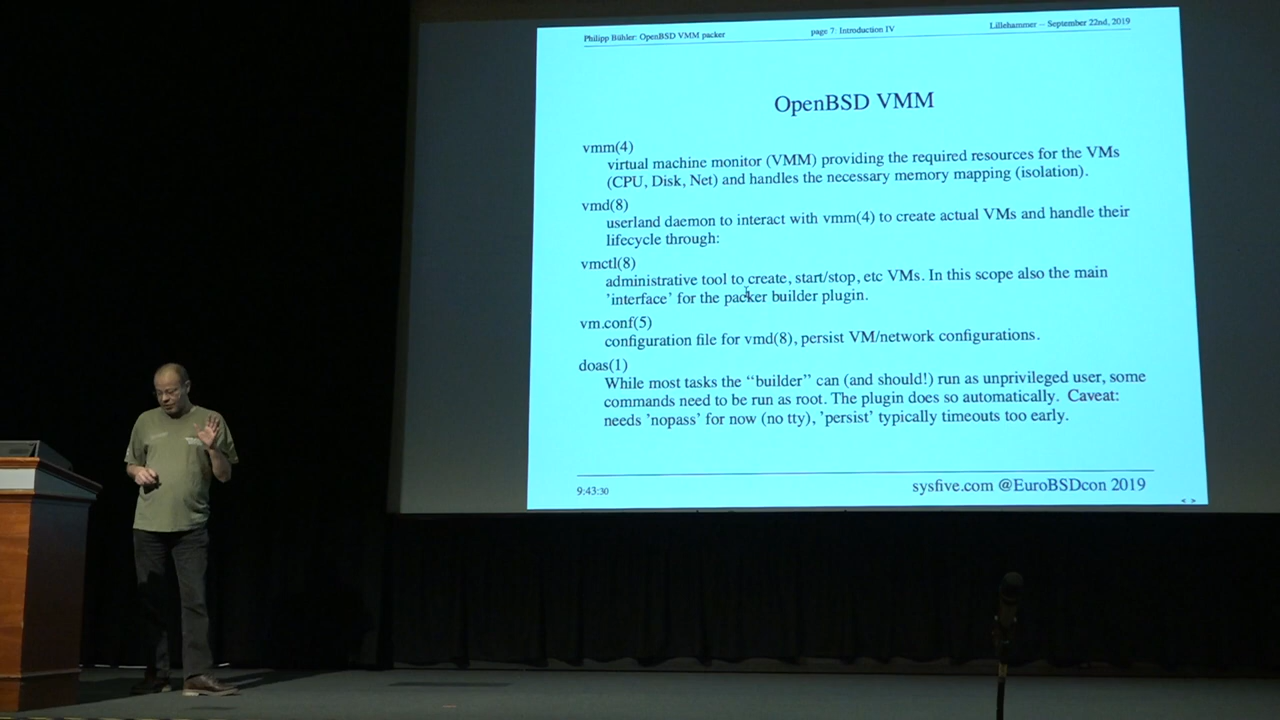 Philipp Bühler: OpenBSD VMM packer
page 7: Introduction IV
Lillehammer – September 22nd, 2019
OpenBSD VMM
vmm(4)
virtual machine monitor (VMM) providing the required resources for the VMs
(CPU, Disk, Net) and handles the necessary memory mapping (isolation).
vmd(8)
userland daemon to interact with vmm(4) to create actual VMs and handle their
lifecycle through:
vmctl(8)
administrative tool to create, start/stop, etc VMs. In this scope also the main
'interface' for the packer builder plugin.
vm.conf(5)
configuration file for vmd(8), persist VM/network configurations.
doas(1)
While most tasks the “builder” can (and should!) run as unprivileged user, some
commands need to be run as root. The plugin does so automatically. Caveat:
needs 'nopass' for now (no tty), 'persist' typically timeouts too early.
9:43:30
sysfive.com @EuroBSDcon 2019
< >